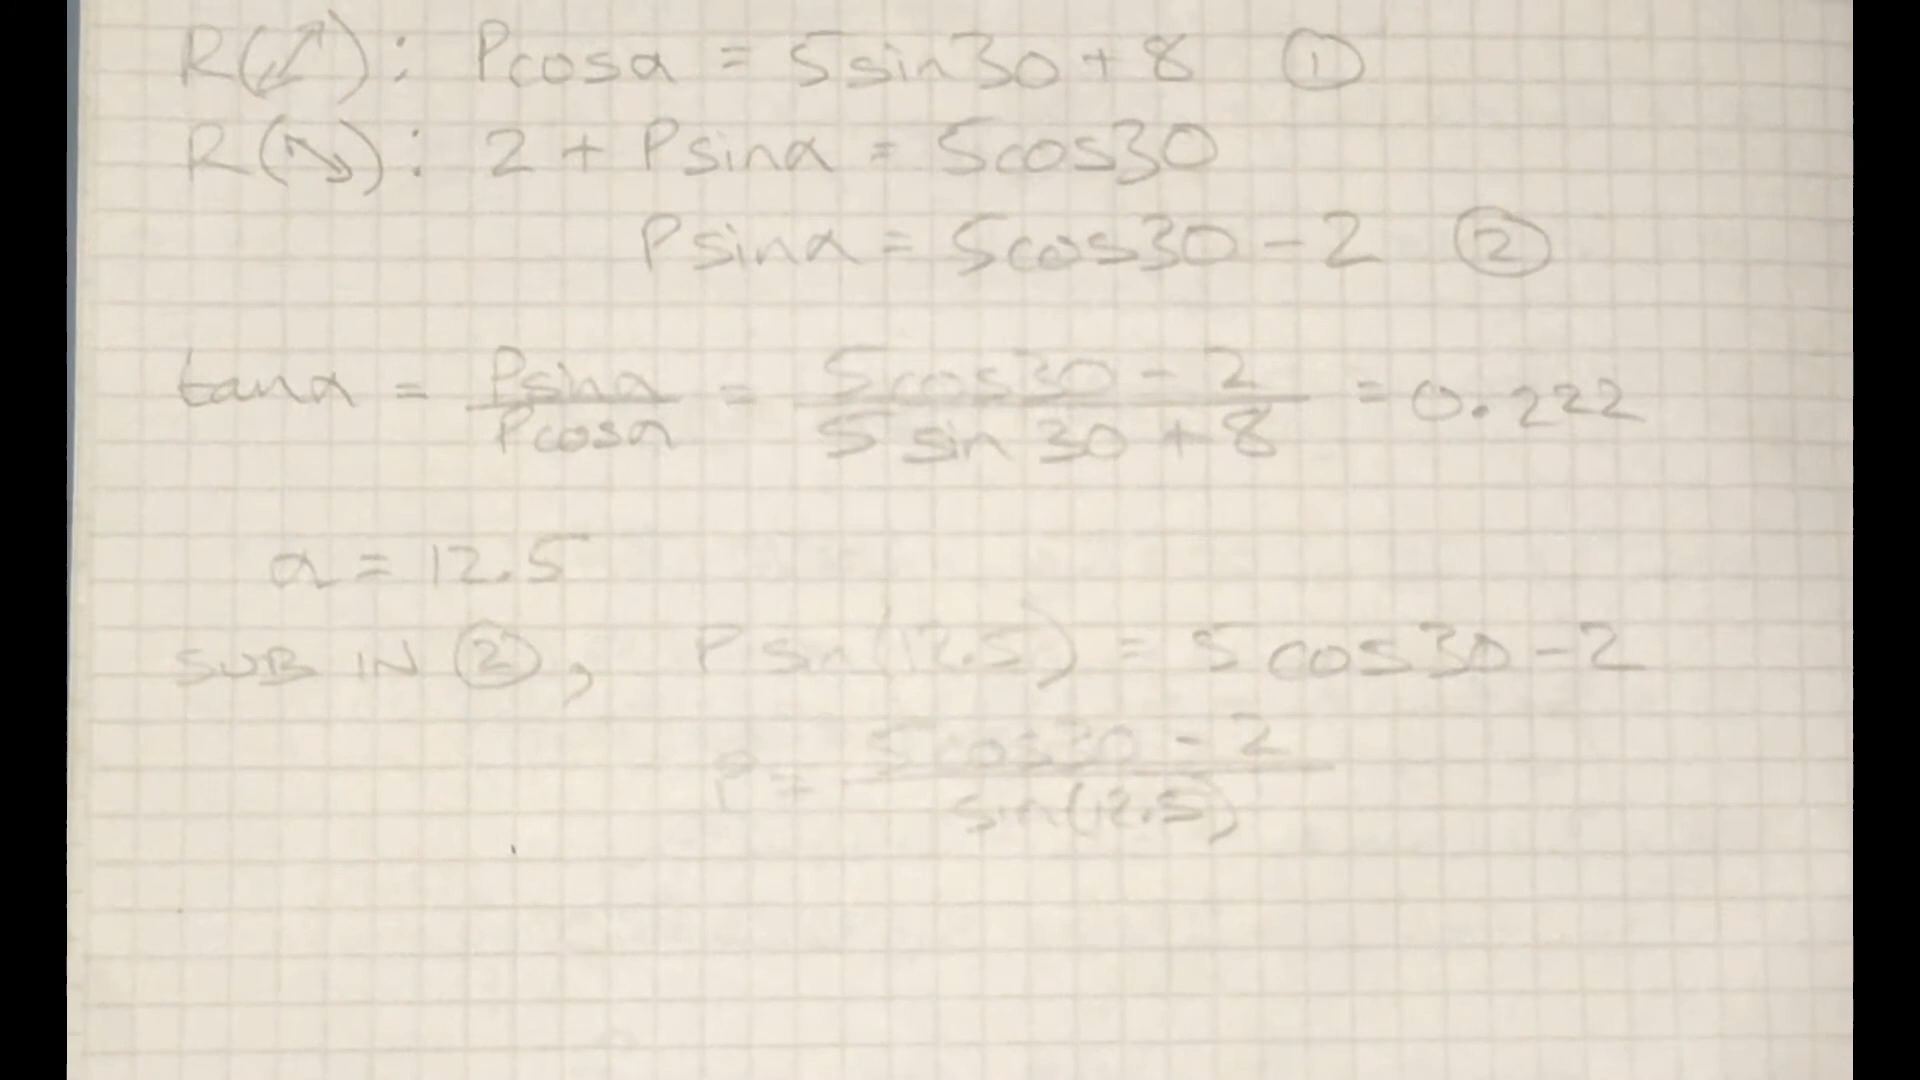 R(↗): Pcosα = 5sin30 + 8 ①
R(↘): 2 + Psinα = 5cos30
Psinα = 5cos30 - 2 ②
tanα = Psinα/Pcosα = (5cos30 - 2)/(5sin30 + 8) = 0.222
α = 12.5
SUB IN ②, Psin(12.5) = 5cos30 - 2
P = (5cos30 - 2)/sin(12.5)